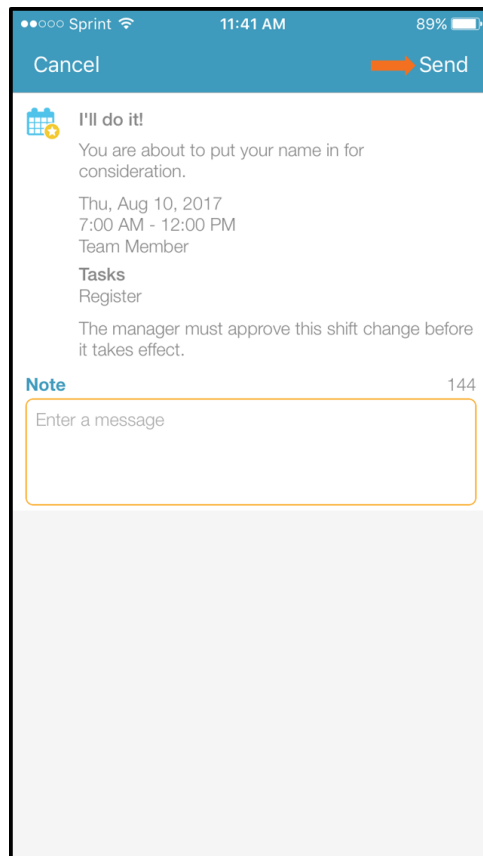 Sprint 11:41 AM 89%
Cancel Send
I'll do it!
You are about to put your name in for
consideration.
Thu, Aug 10, 2017
7:00 AM - 12:00 PM
Team Member
Tasks
Register
The manager must approve this shift change before
it takes effect.
Note 144
Enter a message